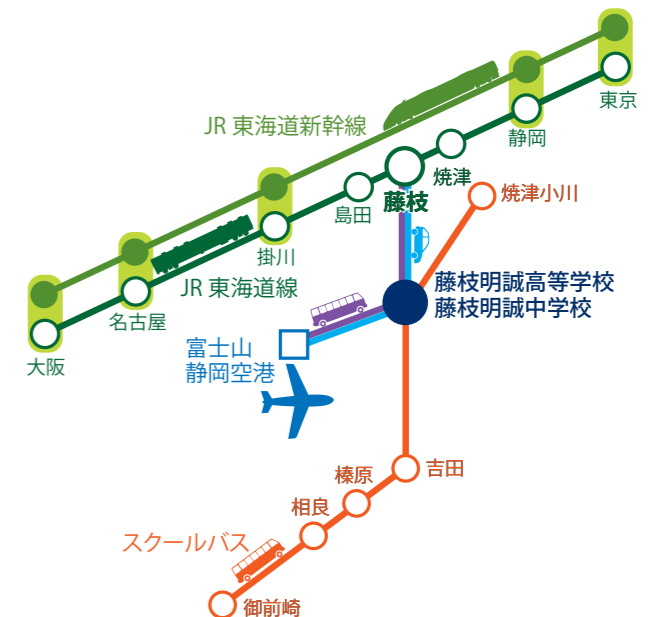 東京
静岡
JR 東海道新幹線
焼津
藤枝
島田
焼津小川
掛川
JR 東海道線
名古屋
大阪
藤枝明誠高等学校
藤枝明誠中学校
富士山
静岡空港
吉田
榛原
相良
スクールバス
御前崎